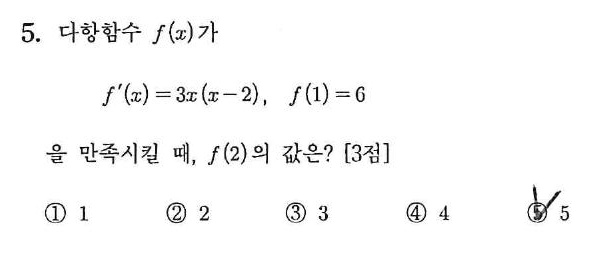 5. 다항함수 f(x)가
f′(x)=3x(x−2), f(1)=6
을 만족시킬 때, f(2)의 값은? [3점]
① 1 ② 2 ③ 3 ④ 4 ⑤ 5